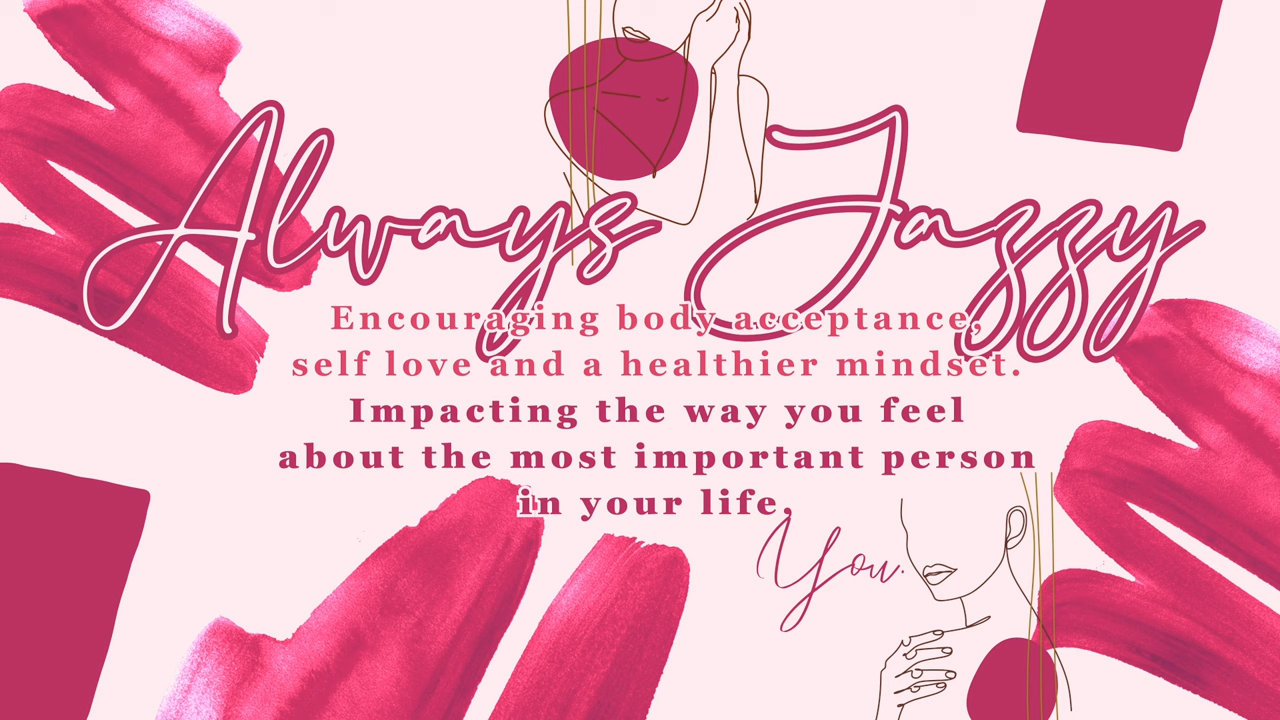 Always Jazzy
Encouraging body acceptance,
self love and a healthier mindset.
Impacting the way you feel
about the most important person
in your life,
You.